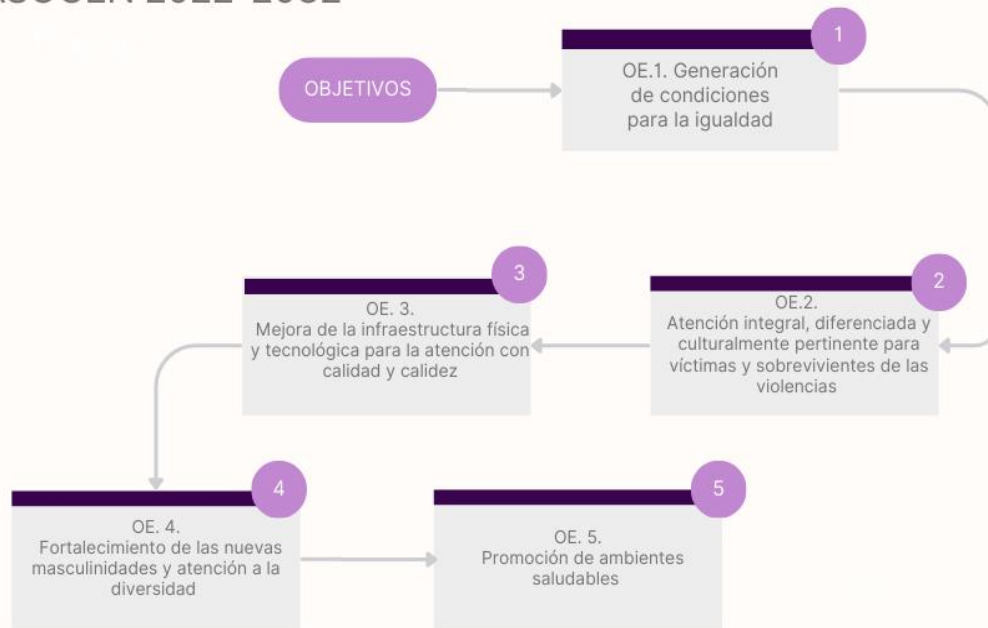 2022-2032
OBJETIVOS
1
OE.1. Generación
de condiciones
para la igualdad
2
OE.2.
Atención integral, diferenciada y
culturalmente pertinente para
víctimas y sobrevivientes de las
violencias
3
OE. 3.
Mejora de la infraestructura física
y tecnológica para la atención con
calidad y calidez
4
OE. 4.
Fortalecimiento de las nuevas
masculinidades y atención a la
diversidad
5
OE. 5.
Promoción de ambientes
saludables